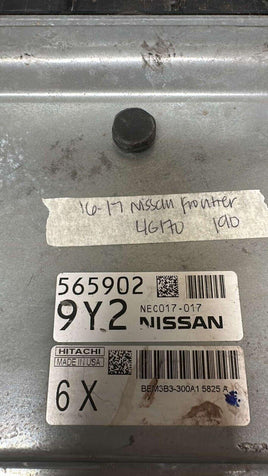 16-17 Nissan Frontier
4G170 190
565902
9Y2 NEC017-017
NISSAN
HITACHI
MADE IN USA
6X
BEM3B3-300A1 5825 A